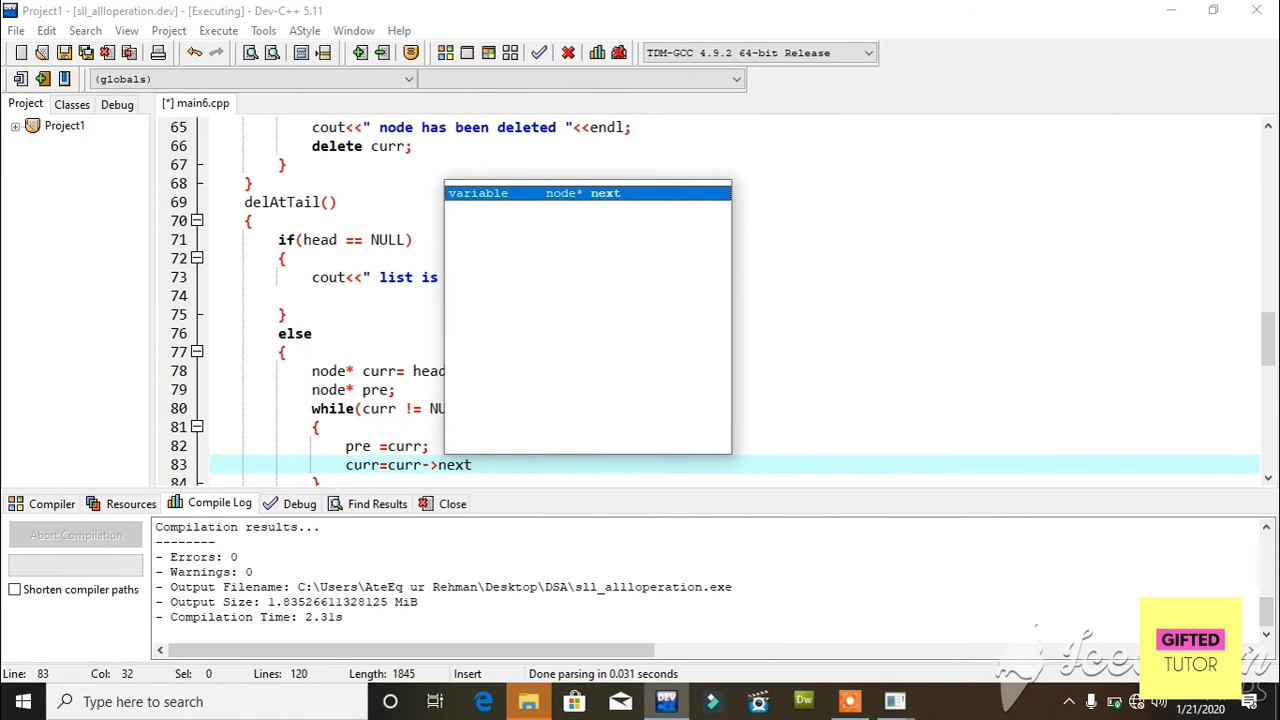 Project1 - [sll_allloperation.dev] - [Executing] - Dev-C++ 5.11
File Edit Search View Project Execute Tools AStyle Window Help
TDM-GCC 4.9.2 64-bit Release
(globals)
Project Classes Debug [*] main6.cpp
Project1
65 cout<<" node has been deleted "<<endl;
66 delete curr;
67 }
68 }
69 delAtTail()
70 {
71 if(head == NULL)
72 {
73 cout<<" list is
74
75 }
76 else
77 {
78 node* curr= head
79 node* pre;
80 while(curr != NU
81 {
82 pre =curr;
83 curr=curr->next
84 }
variable node* next
Compiler Resources Compile Log Debug Find Results Close
Abort Compilation
Shorten compiler paths
Compilation results...
--------
- Errors: 0
- Warnings: 0
- Output Filename: C:\Users\AteEq ur Rehman\Desktop\DSA\sll_allloperation.exe
- Output Size: 1.83526611328125 MiB
- Compilation Time: 2.31s
GIFTED
TUTOR
Line: 83 Col: 32 Sel: 0 Lines: 120 Length: 1845 Insert Done parsing in 0.031 seconds
Type here to search
DEV
Dw
1/21/2020